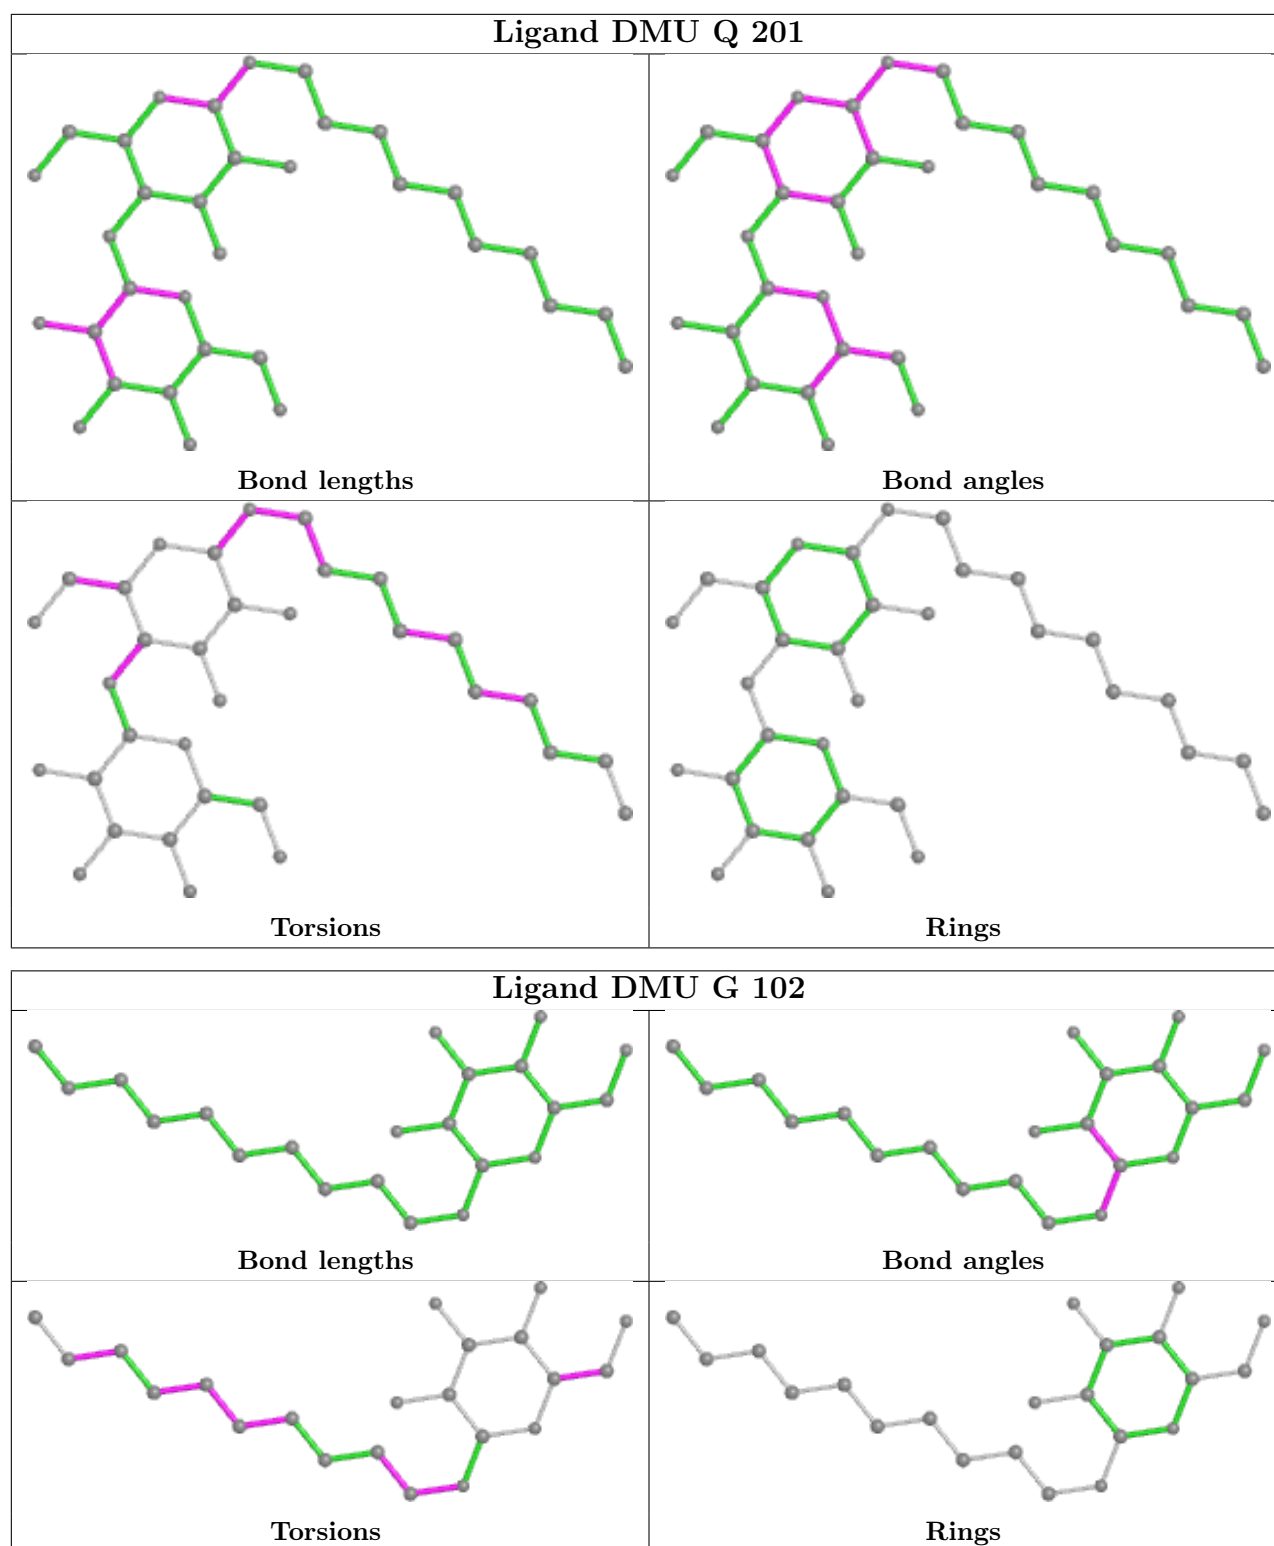 Ligand DMU Q 201
Bond lengths
Bond angles
Torsions
Rings
Ligand DMU G 102
Bond lengths
Bond angles
Torsions
Rings